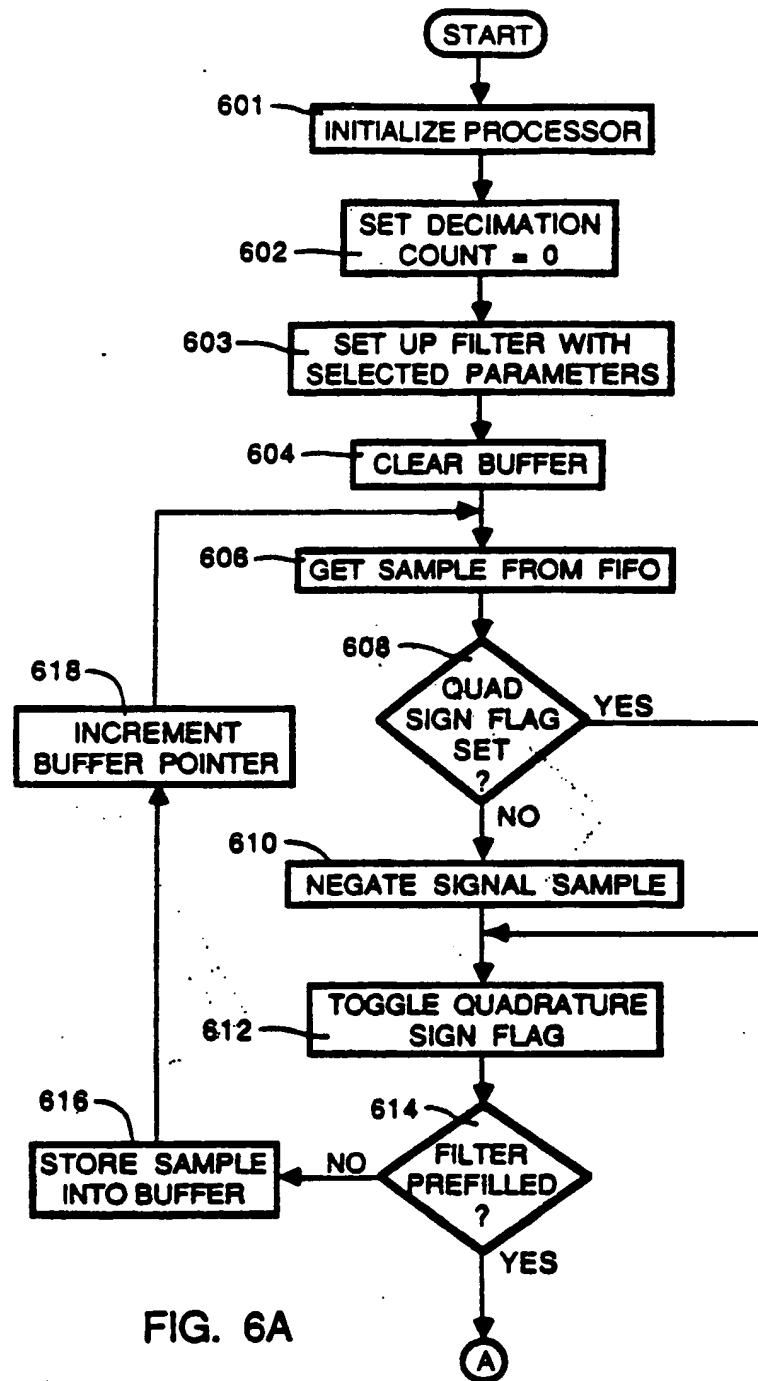 START
601
INITIALIZE PROCESSOR
SET DECIMATION
COUNT = 0
602
603
SET UP FILTER WITH
SELECTED PARAMETERS
604
CLEAR BUFFER
606
GET SAMPLE FROM FIFO
608
QUAD
SIGN FLAG
SET
?
YES
NO
618
INCREMENT
BUFFER POINTER
610
NEGATE SIGNAL SAMPLE
TOGGLE QUADRATURE
SIGN FLAG
612
614
FILTER
PREFILLED
?
NO
YES
616
STORE SAMPLE
INTO BUFFER
A
FIG. 6A